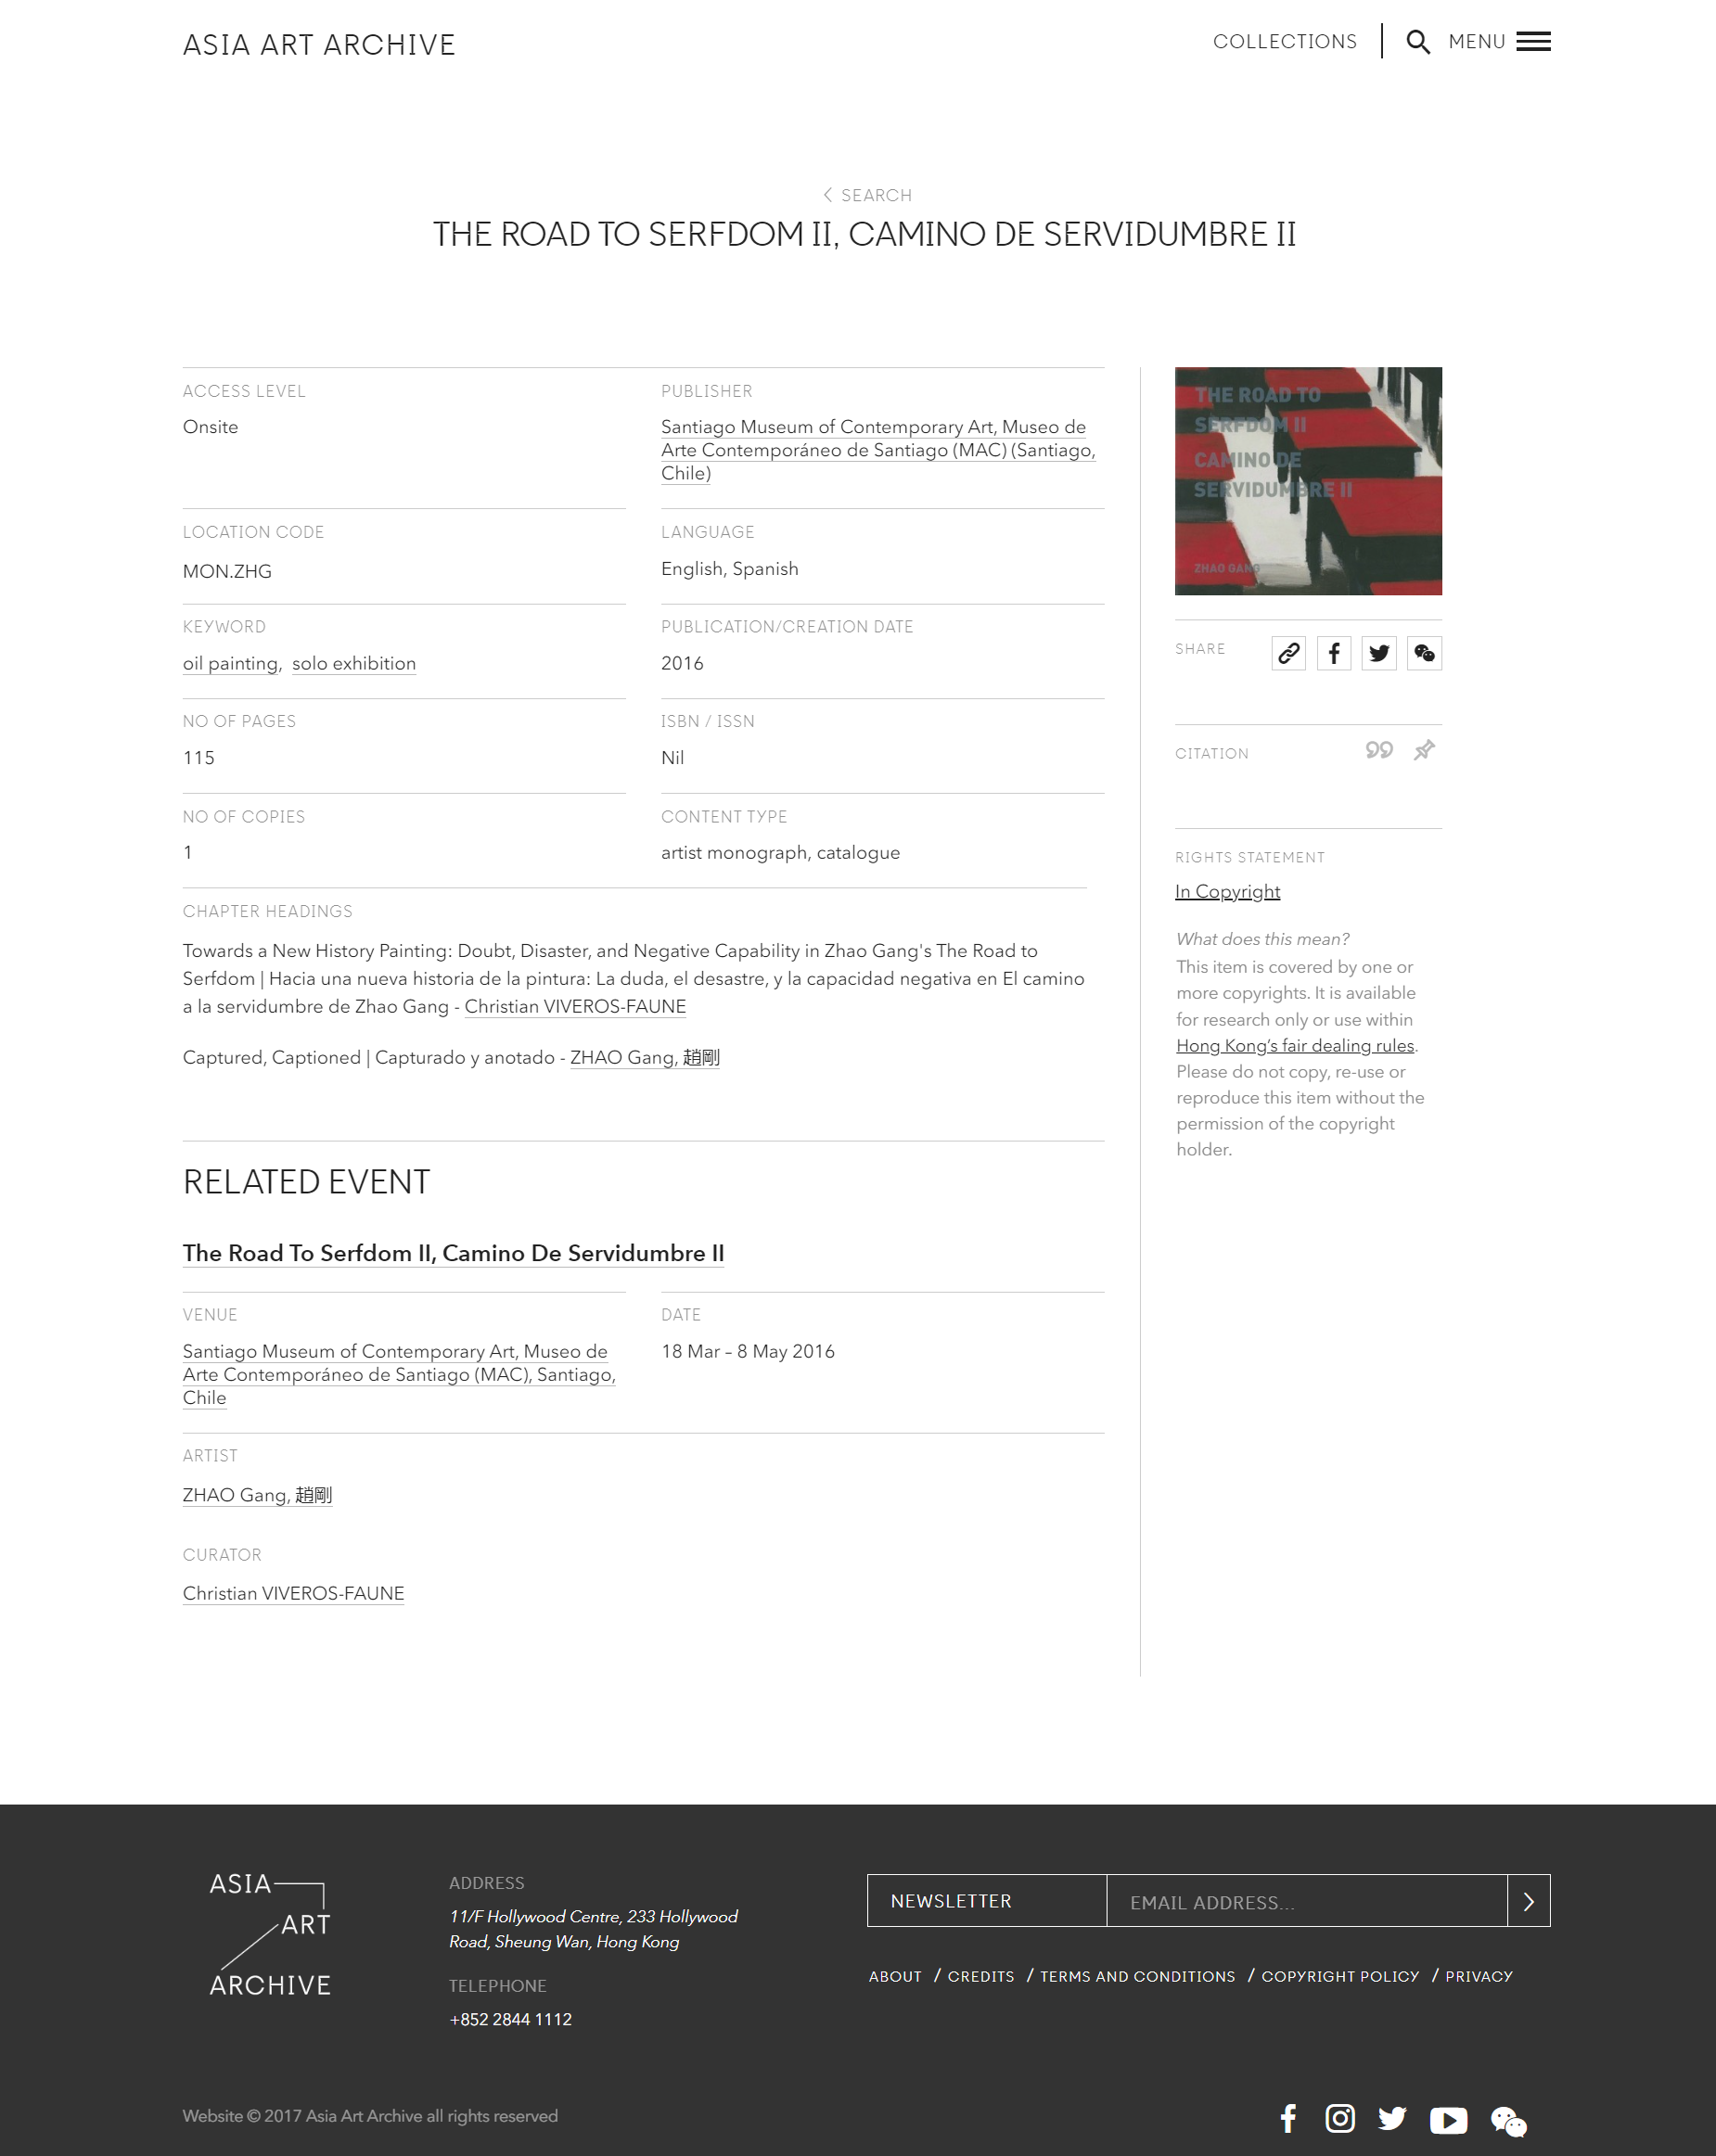 ASIA ART ARCHIVE
COLLECTIONS
MENU
SEARCH
THE ROAD TO SERFDOM II, CAMINO DE SERVIDUMBRE II
ACCESS LEVEL
Onsite
PUBLISHER
Santiago Museum of Contemporary Art, Museo de
Arte Contemporáneo de Santiago (MAC) (Santiago,
Chile)
LOCATION CODE
MON.ZHG
LANGUAGE
English, Spanish
KEYWORD
oil painting, solo exhibition
PUBLICATION/CREATION DATE
2016
NO OF PAGES
115
ISBN / ISSN
Nil
NO OF COPIES
1
CONTENT TYPE
artist monograph, catalogue
CHAPTER HEADINGS
Towards a New History Painting: Doubt, Disaster, and Negative Capability in Zhao Gang's The Road to
Serfdom | Hacia una nueva historia de la pintura: La duda, el desastre, y la capacidad negativa en El camino
a la servidumbre de Zhao Gang - Christian VIVEROS-FAUNE
Captured, Captioned | Capturado y anotado - ZHAO Gang, 趙剛
THE ROAD TO
SERFDOM II
CAMINO DE
SERVIDUMBRE II
ZHAO GANG
SHARE
CITATION
RIGHTS STATEMENT
In Copyright
What does this mean?
This item is covered by one or
more copyrights. It is available
for research only or use within
Hong Kong’s fair dealing rules.
Please do not copy, re-use or
reproduce this item without the
permission of the copyright
holder.
RELATED EVENT
The Road To Serfdom II, Camino De Servidumbre II
VENUE
Santiago Museum of Contemporary Art, Museo de
Arte Contemporáneo de Santiago (MAC), Santiago,
Chile
DATE
18 Mar – 8 May 2016
ARTIST
ZHAO Gang, 趙剛
CURATOR
Christian VIVEROS-FAUNE
ASIA
ART
ARCHIVE
ADDRESS
11/F Hollywood Centre, 233 Hollywood
Road, Sheung Wan, Hong Kong
TELEPHONE
+852 2844 1112
NEWSLETTER
EMAIL ADDRESS...
ABOUT / CREDITS / TERMS AND CONDITIONS / COPYRIGHT POLICY / PRIVACY
Website © 2017 Asia Art Archive all rights reserved